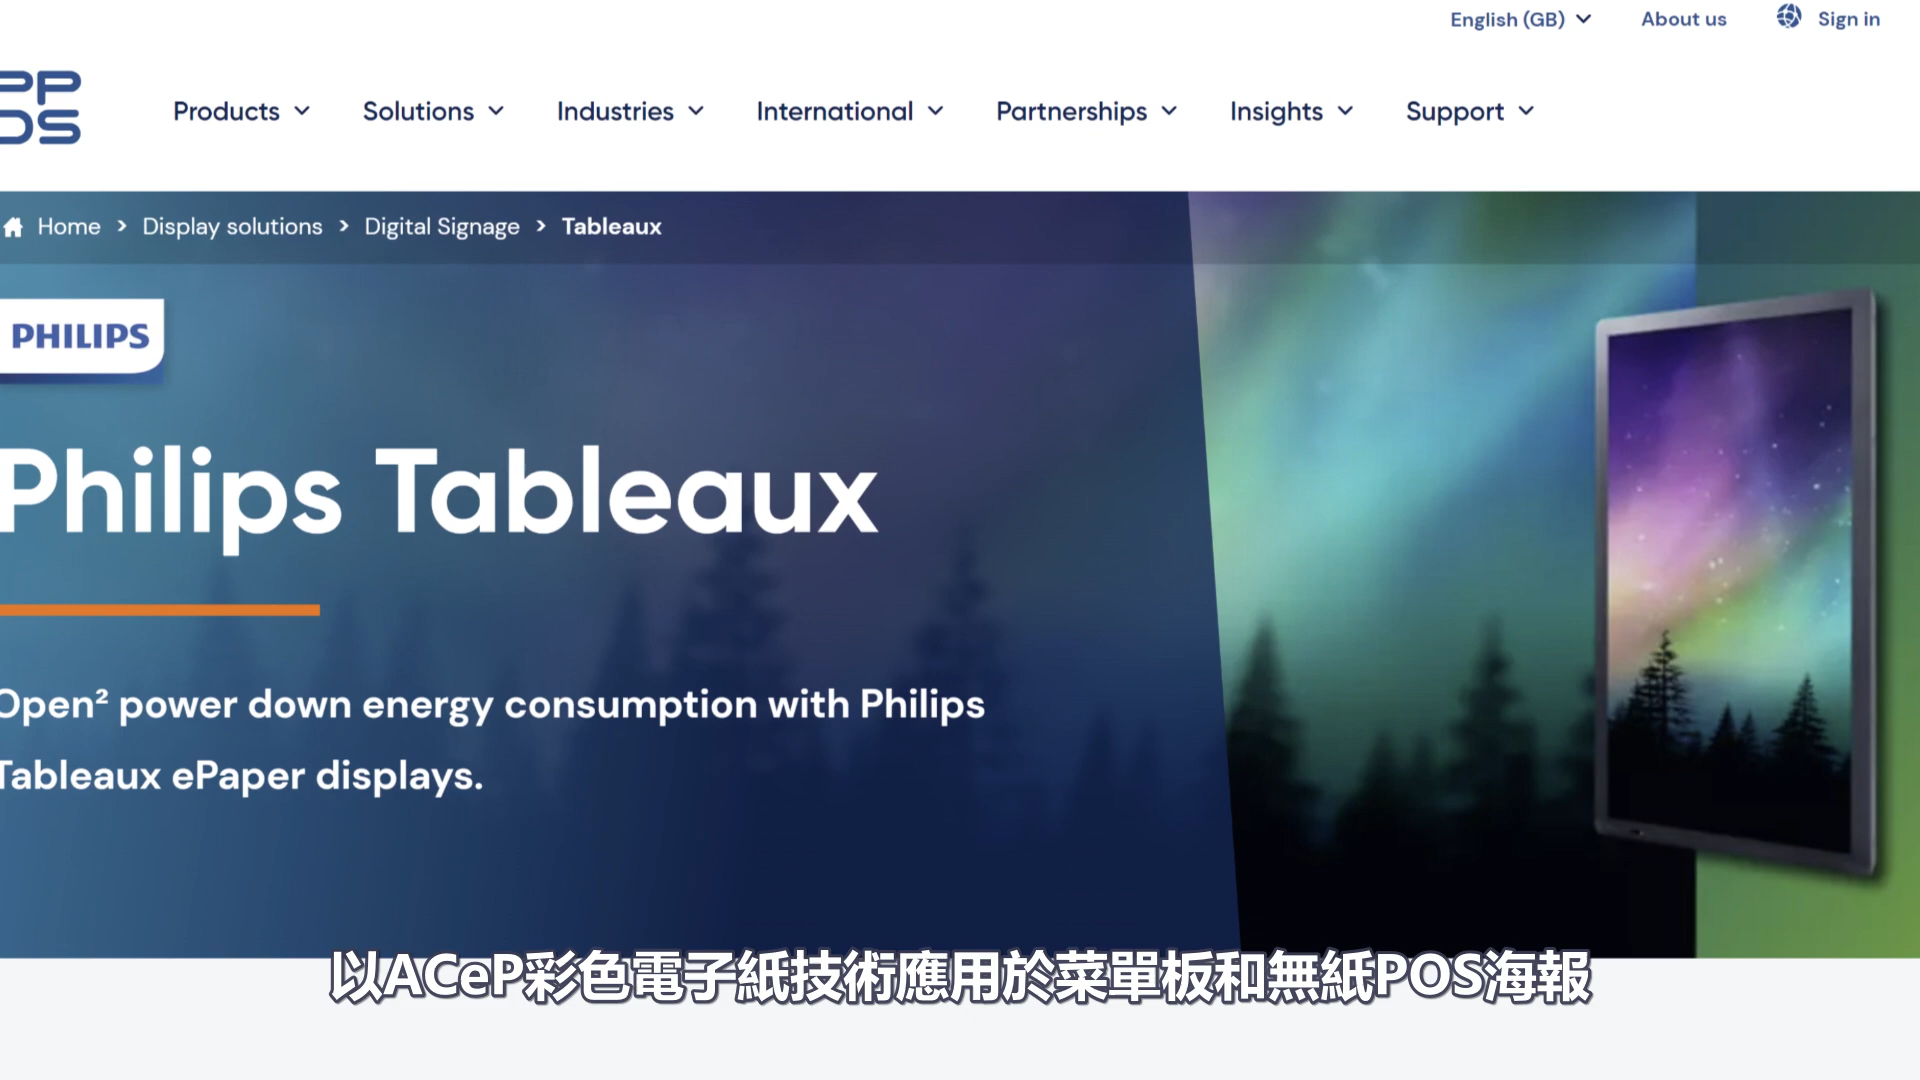 English (GB) About us Sign in
PP
DS
Products Solutions Industries International Partnerships Insights Support
Home > Display solutions > Digital Signage > Tableaux
PHILIPS
Philips Tableaux
Open² power down energy consumption with Philips
Tableaux ePaper displays.
以ACeP彩色電子紙技術應用於菜單板和無紙POS海報